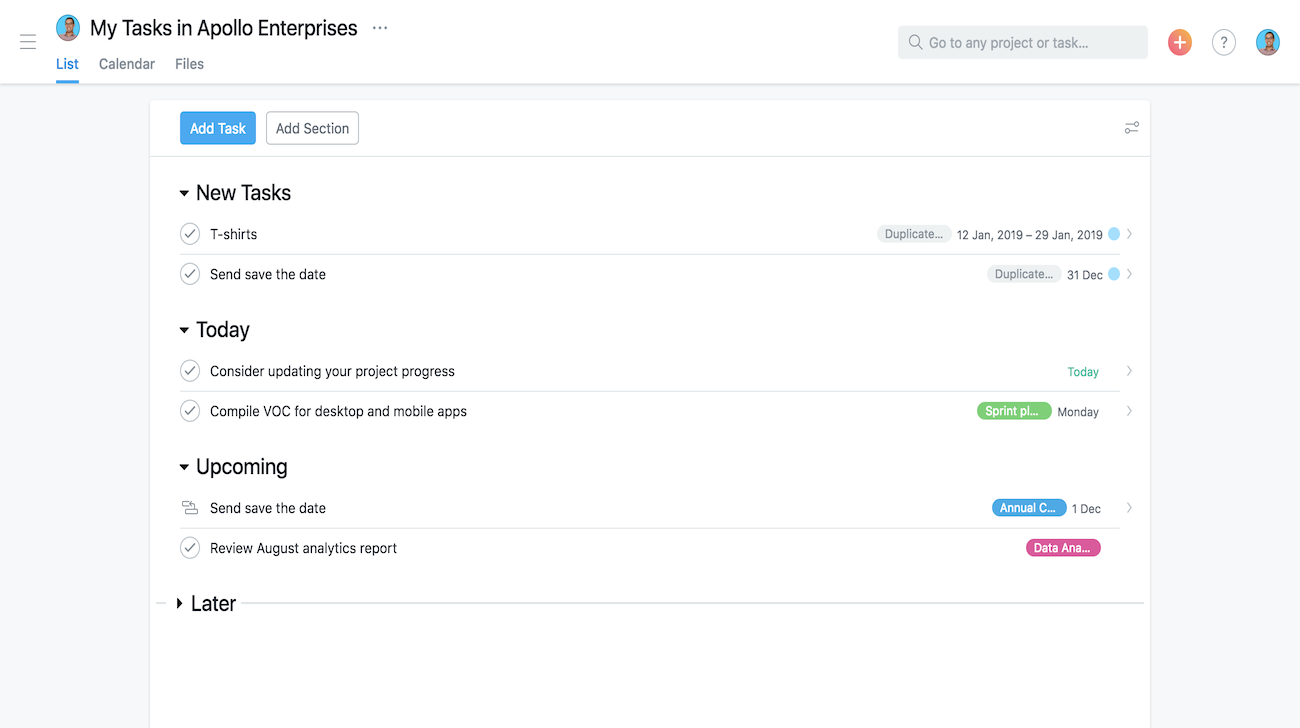 My Tasks in Apollo Enterprises
List Calendar Files
Go to any project or task...
?
Add Task Add Section
New Tasks
T-shirts Duplicate... 12 Jan, 2019 – 29 Jan, 2019
Send save the date Duplicate... 31 Dec
Today
Consider updating your project progress Today
Compile VOC for desktop and mobile apps Sprint pl... Monday
Upcoming
Send save the date Annual C... 1 Dec
Review August analytics report Data Ana...
Later